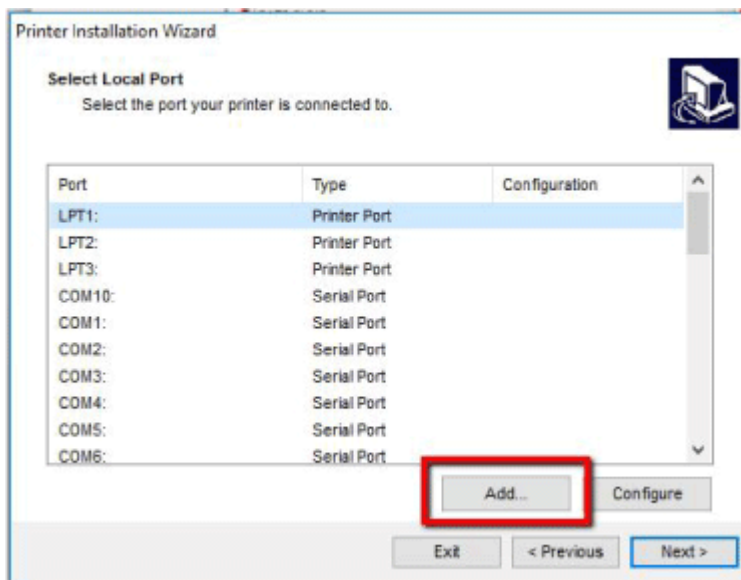 Printer Installation Wizard
Select Local Port
Select the port your printer is connected to.
Port Type Configuration
LPT1: Printer Port
LPT2: Printer Port
LPT3: Printer Port
COM10: Serial Port
COM1: Serial Port
COM2: Serial Port
COM3: Serial Port
COM4: Serial Port
COM5: Serial Port
COM6: Serial Port
Add... Configure
Exit < Previous Next >